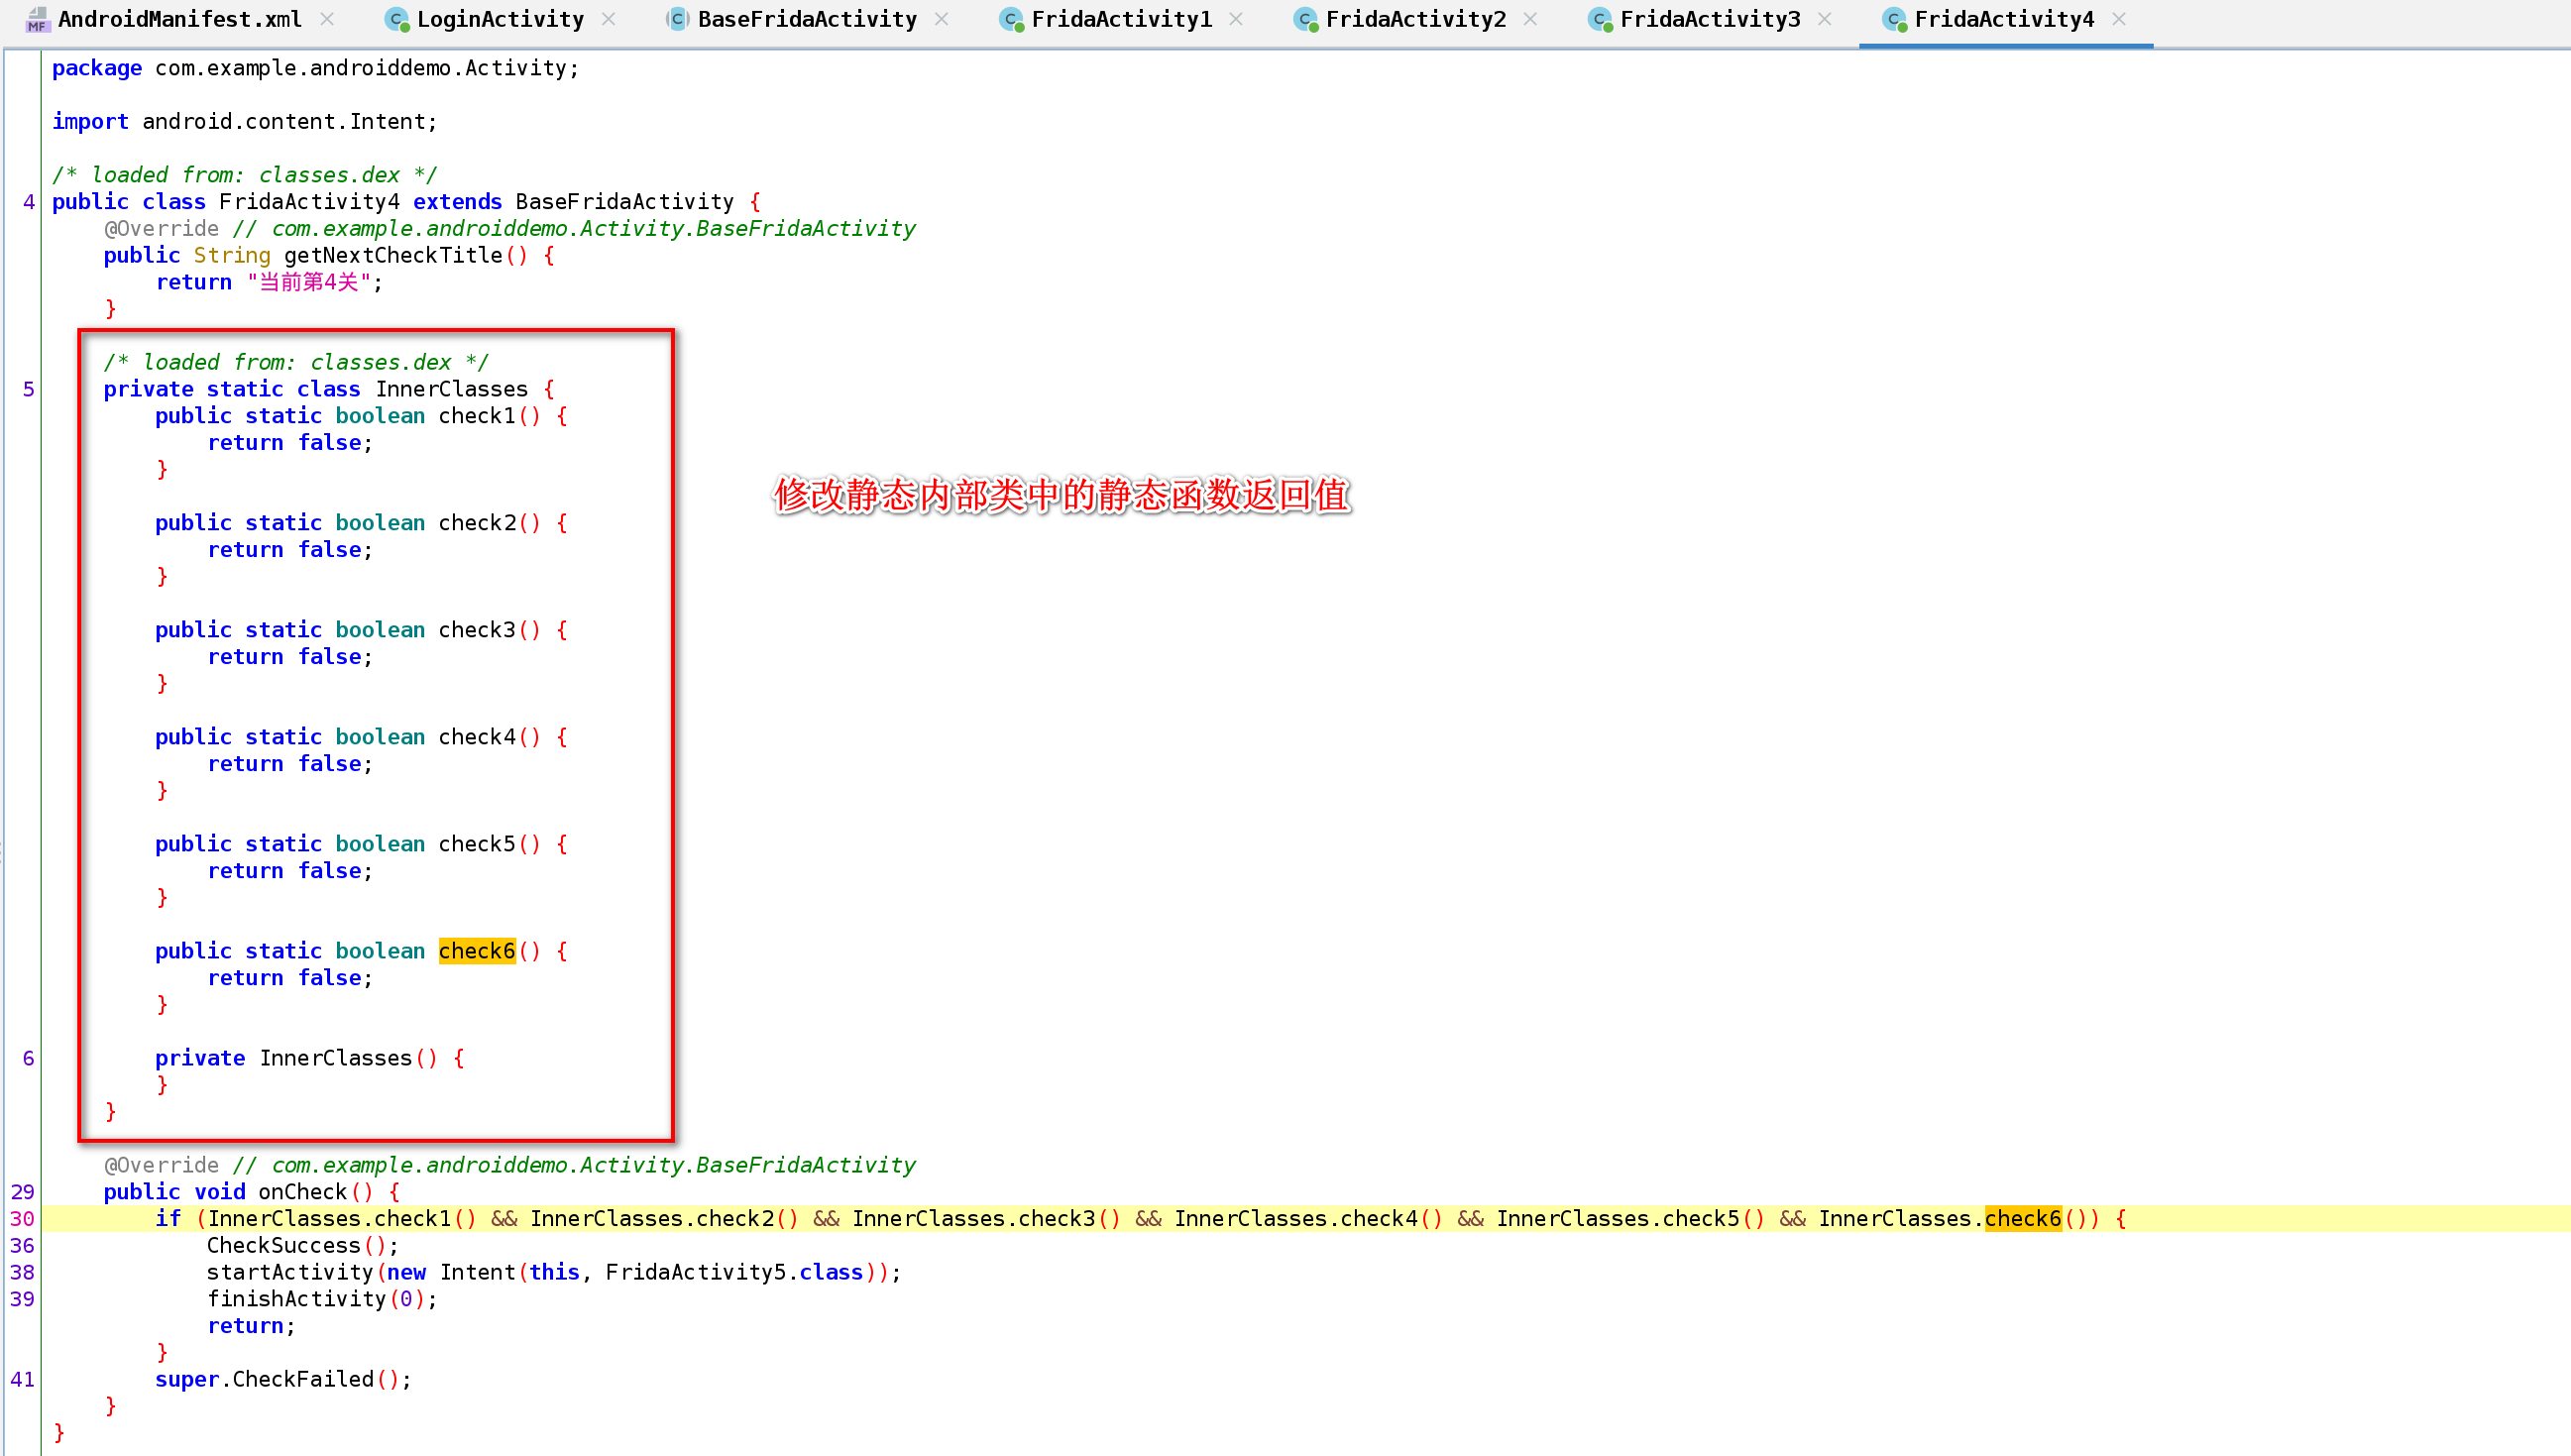 AndroidManifest.xml LoginActivity BaseFridaActivity FridaActivity1 FridaActivity2 FridaActivity3 FridaActivity4
package com.example.androiddemo.Activity;
import android.content.Intent;
/* loaded from: classes.dex */
4 public class FridaActivity4 extends BaseFridaActivity {
@Override // com.example.androiddemo.Activity.BaseFridaActivity
public String getNextCheckTitle() {
return "当前第4关";
}
/* loaded from: classes.dex */
5 private static class InnerClasses {
public static boolean check1() {
return false;
}
修改静态内部类中的静态函数返回值
public static boolean check2() {
return false;
}
public static boolean check3() {
return false;
}
public static boolean check4() {
return false;
}
public static boolean check5() {
return false;
}
public static boolean check6() {
return false;
}
6 private InnerClasses() {
}
}
@Override // com.example.androiddemo.Activity.BaseFridaActivity
29 public void onCheck() {
30 if (InnerClasses.check1() && InnerClasses.check2() && InnerClasses.check3() && InnerClasses.check4() && InnerClasses.check5() && InnerClasses.check6()) {
36 CheckSuccess();
38 startActivity(new Intent(this, FridaActivity5.class));
39 finishActivity(0);
return;
}
41 super.CheckFailed();
}
}